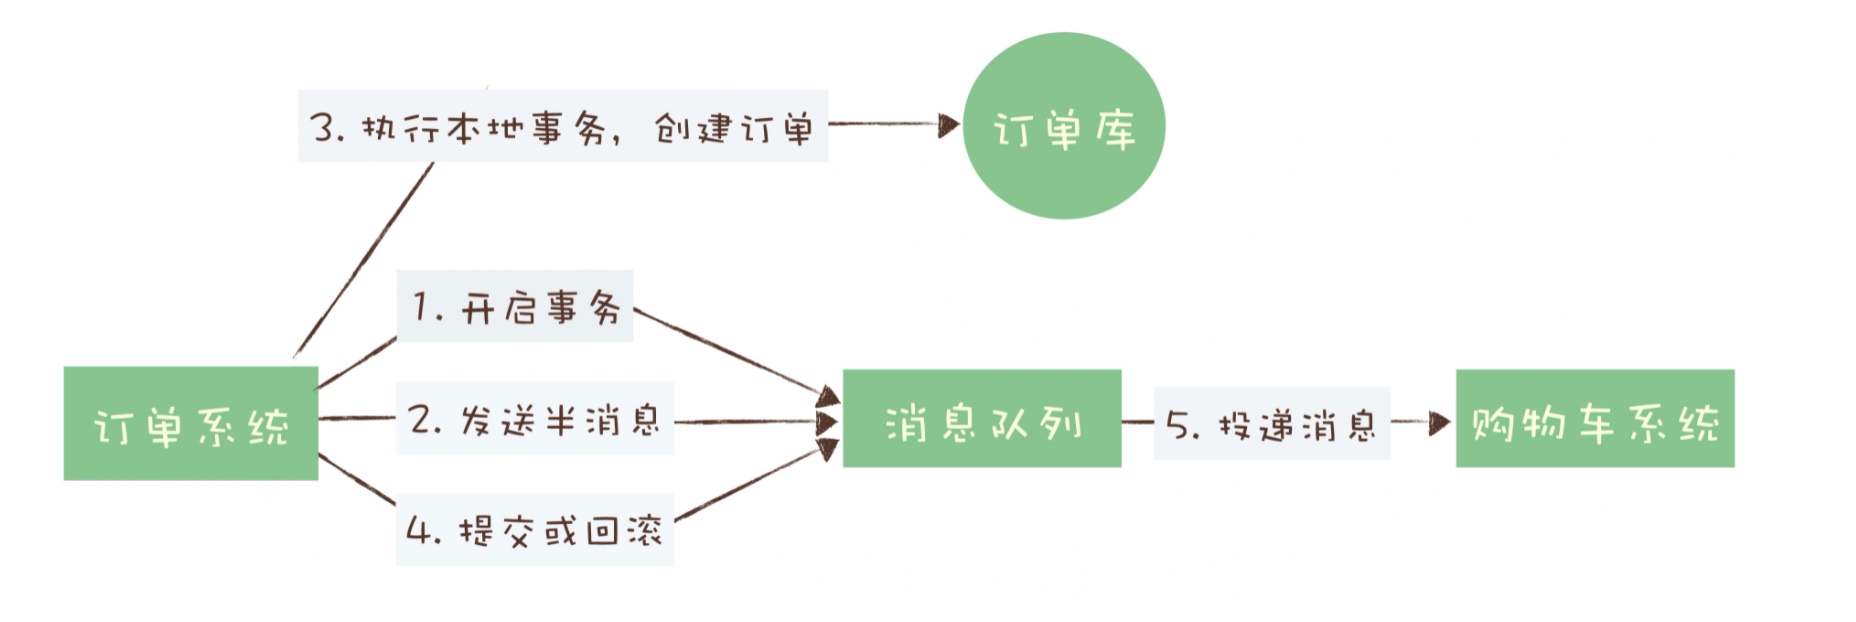 3. 执行本地事务，创建订单
订单库
1. 开启事务
订单系统
2. 发送半消息
消息队列
5. 投递消息
购物车系统
4. 提交或回滚